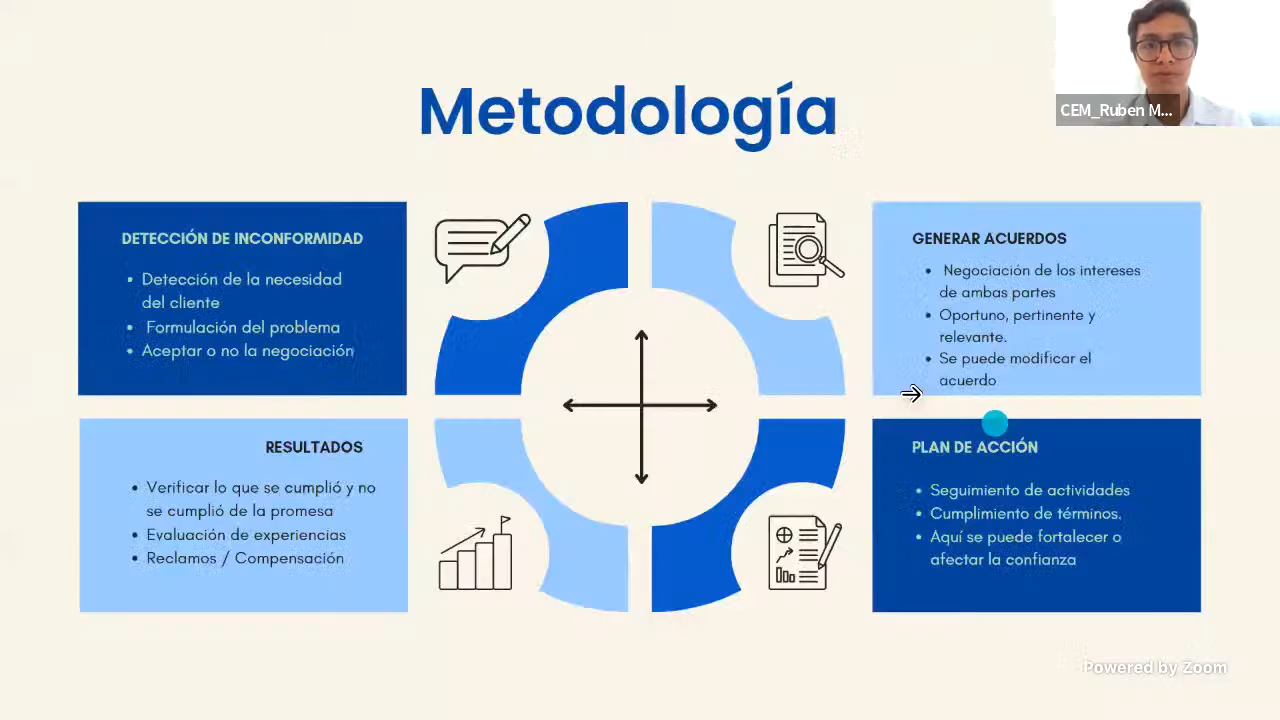 Metodología
CEM_Ruben M...
DETECCIÓN DE INCONFORMIDAD
• Detección de la necesidad
del cliente
• Formulación del problema
• Aceptar o no la negociación
GENERAR ACUERDOS
• Negociación de los intereses
de ambas partes
• Oportuno, pertinente y
relevante.
• Se puede modificar el
acuerdo
RESULTADOS
• Verificar lo que se cumplió y no
se cumplió de la promesa
• Evaluación de experiencias
• Reclamos / Compensación
PLAN DE ACCIÓN
• Seguimiento de actividades
• Cumplimiento de términos.
• Aquí se puede fortalecer o
afectar la confianza
Powered by Zoom